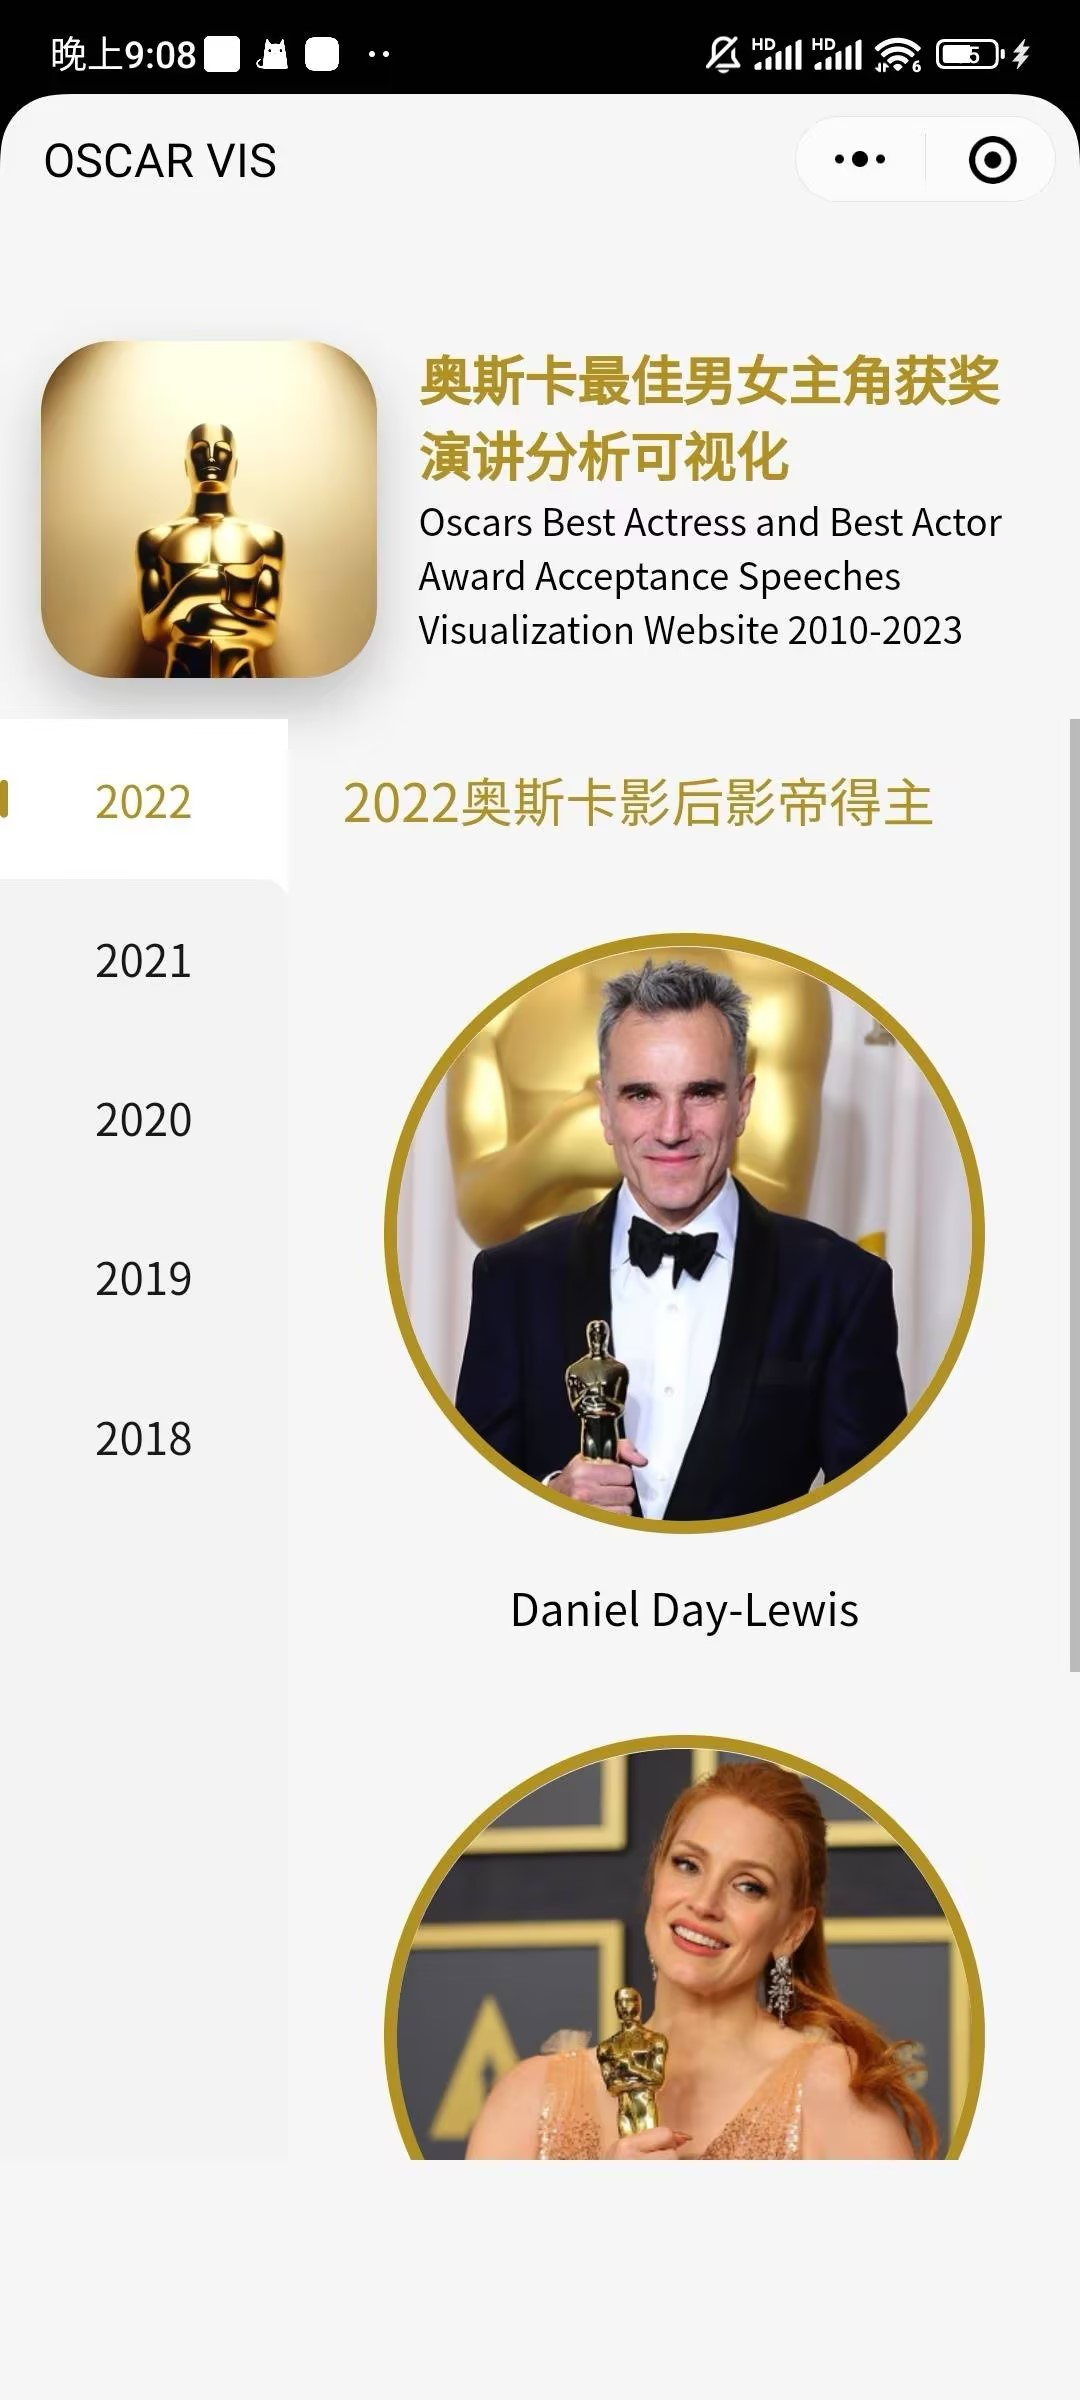 晚上9:08
HD HD 6
OSCAR VIS
奥斯卡最佳男女主角获奖
演讲分析可视化
Oscars Best Actress and Best Actor
Award Acceptance Speeches
Visualization Website 2010-2023
2022
2022奥斯卡影后影帝得主
2021
2020
2019
2018
Daniel Day-Lewis